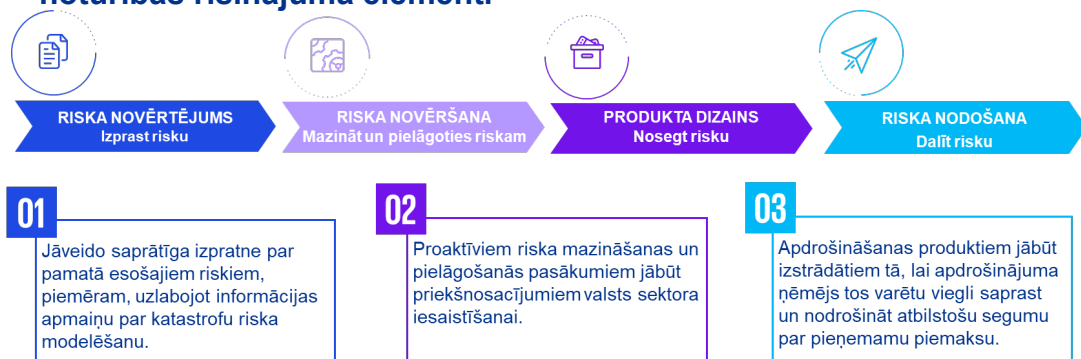 noturības risinājuma elementi
RISKA NOVĒRTĒJUMS
Izprast risku
RISKA NOVĒRŠANA
Mazināt un pielāgoties riskam
PRODUKTA DIZAINS
Nosegt risku
RISKA NODOŠANA
Dalīt risku
01
Jāveido saprātīga izpratne par
pamatā esošajiem riskiem,
piemēram, uzlabojot informācijas
apmaiņu par katastrofu riska
modelēšanu.
02
Proaktīviem riska mazināšanas un
pielāgošanās pasākumiem jābūt
priekšnosacījumiem valsts sektora
iesaistīšanai.
03
Apdrošināšanas produktiem jābūt
izstrādātiem tā, lai apdrošinājuma
ņēmējs tos varētu viegli saprast
un nodrošināt atbilstošu segumu
par pieņemamu piemaksu.